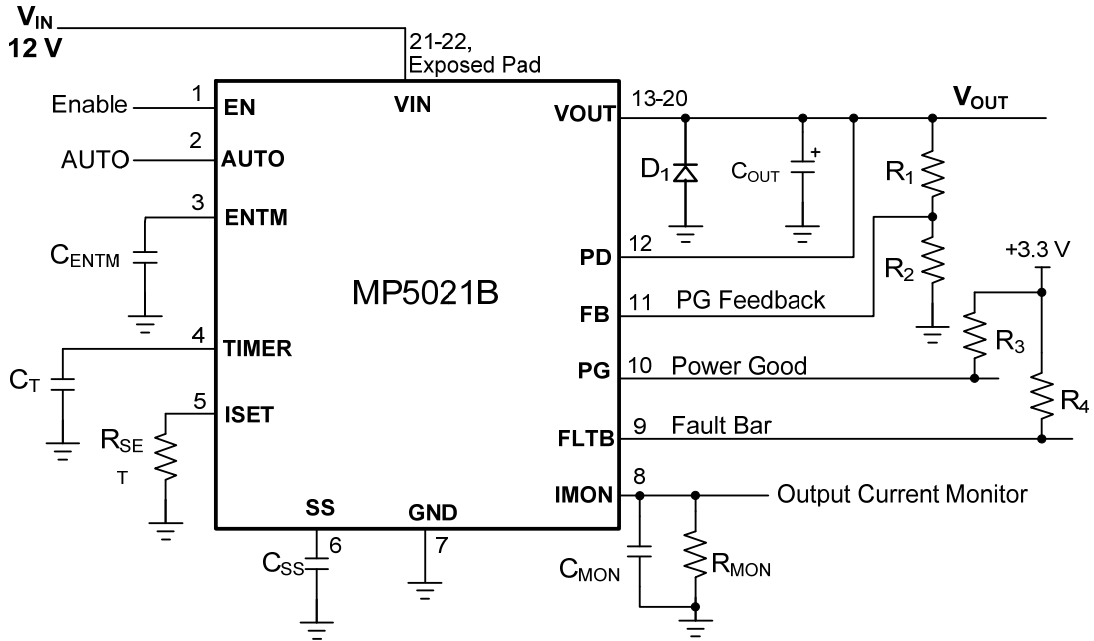 VIN
12 V
21-22,
Exposed Pad
Enable
1
EN
VIN
VOUT
13-20
VOUT
AUTO
2
AUTO
D1
COUT
+
R1
3
ENTM
CENTM
PD
12
R2
+3.3 V
MP5021B
FB
11
PG Feedback
4
TIMER
CT
R3
PG
10
Power Good
5
ISET
RSE
T
R4
FLTB
9
Fault Bar
IMON
8
Output Current Monitor
SS
GND
6
7
CSS
CMON
RMON